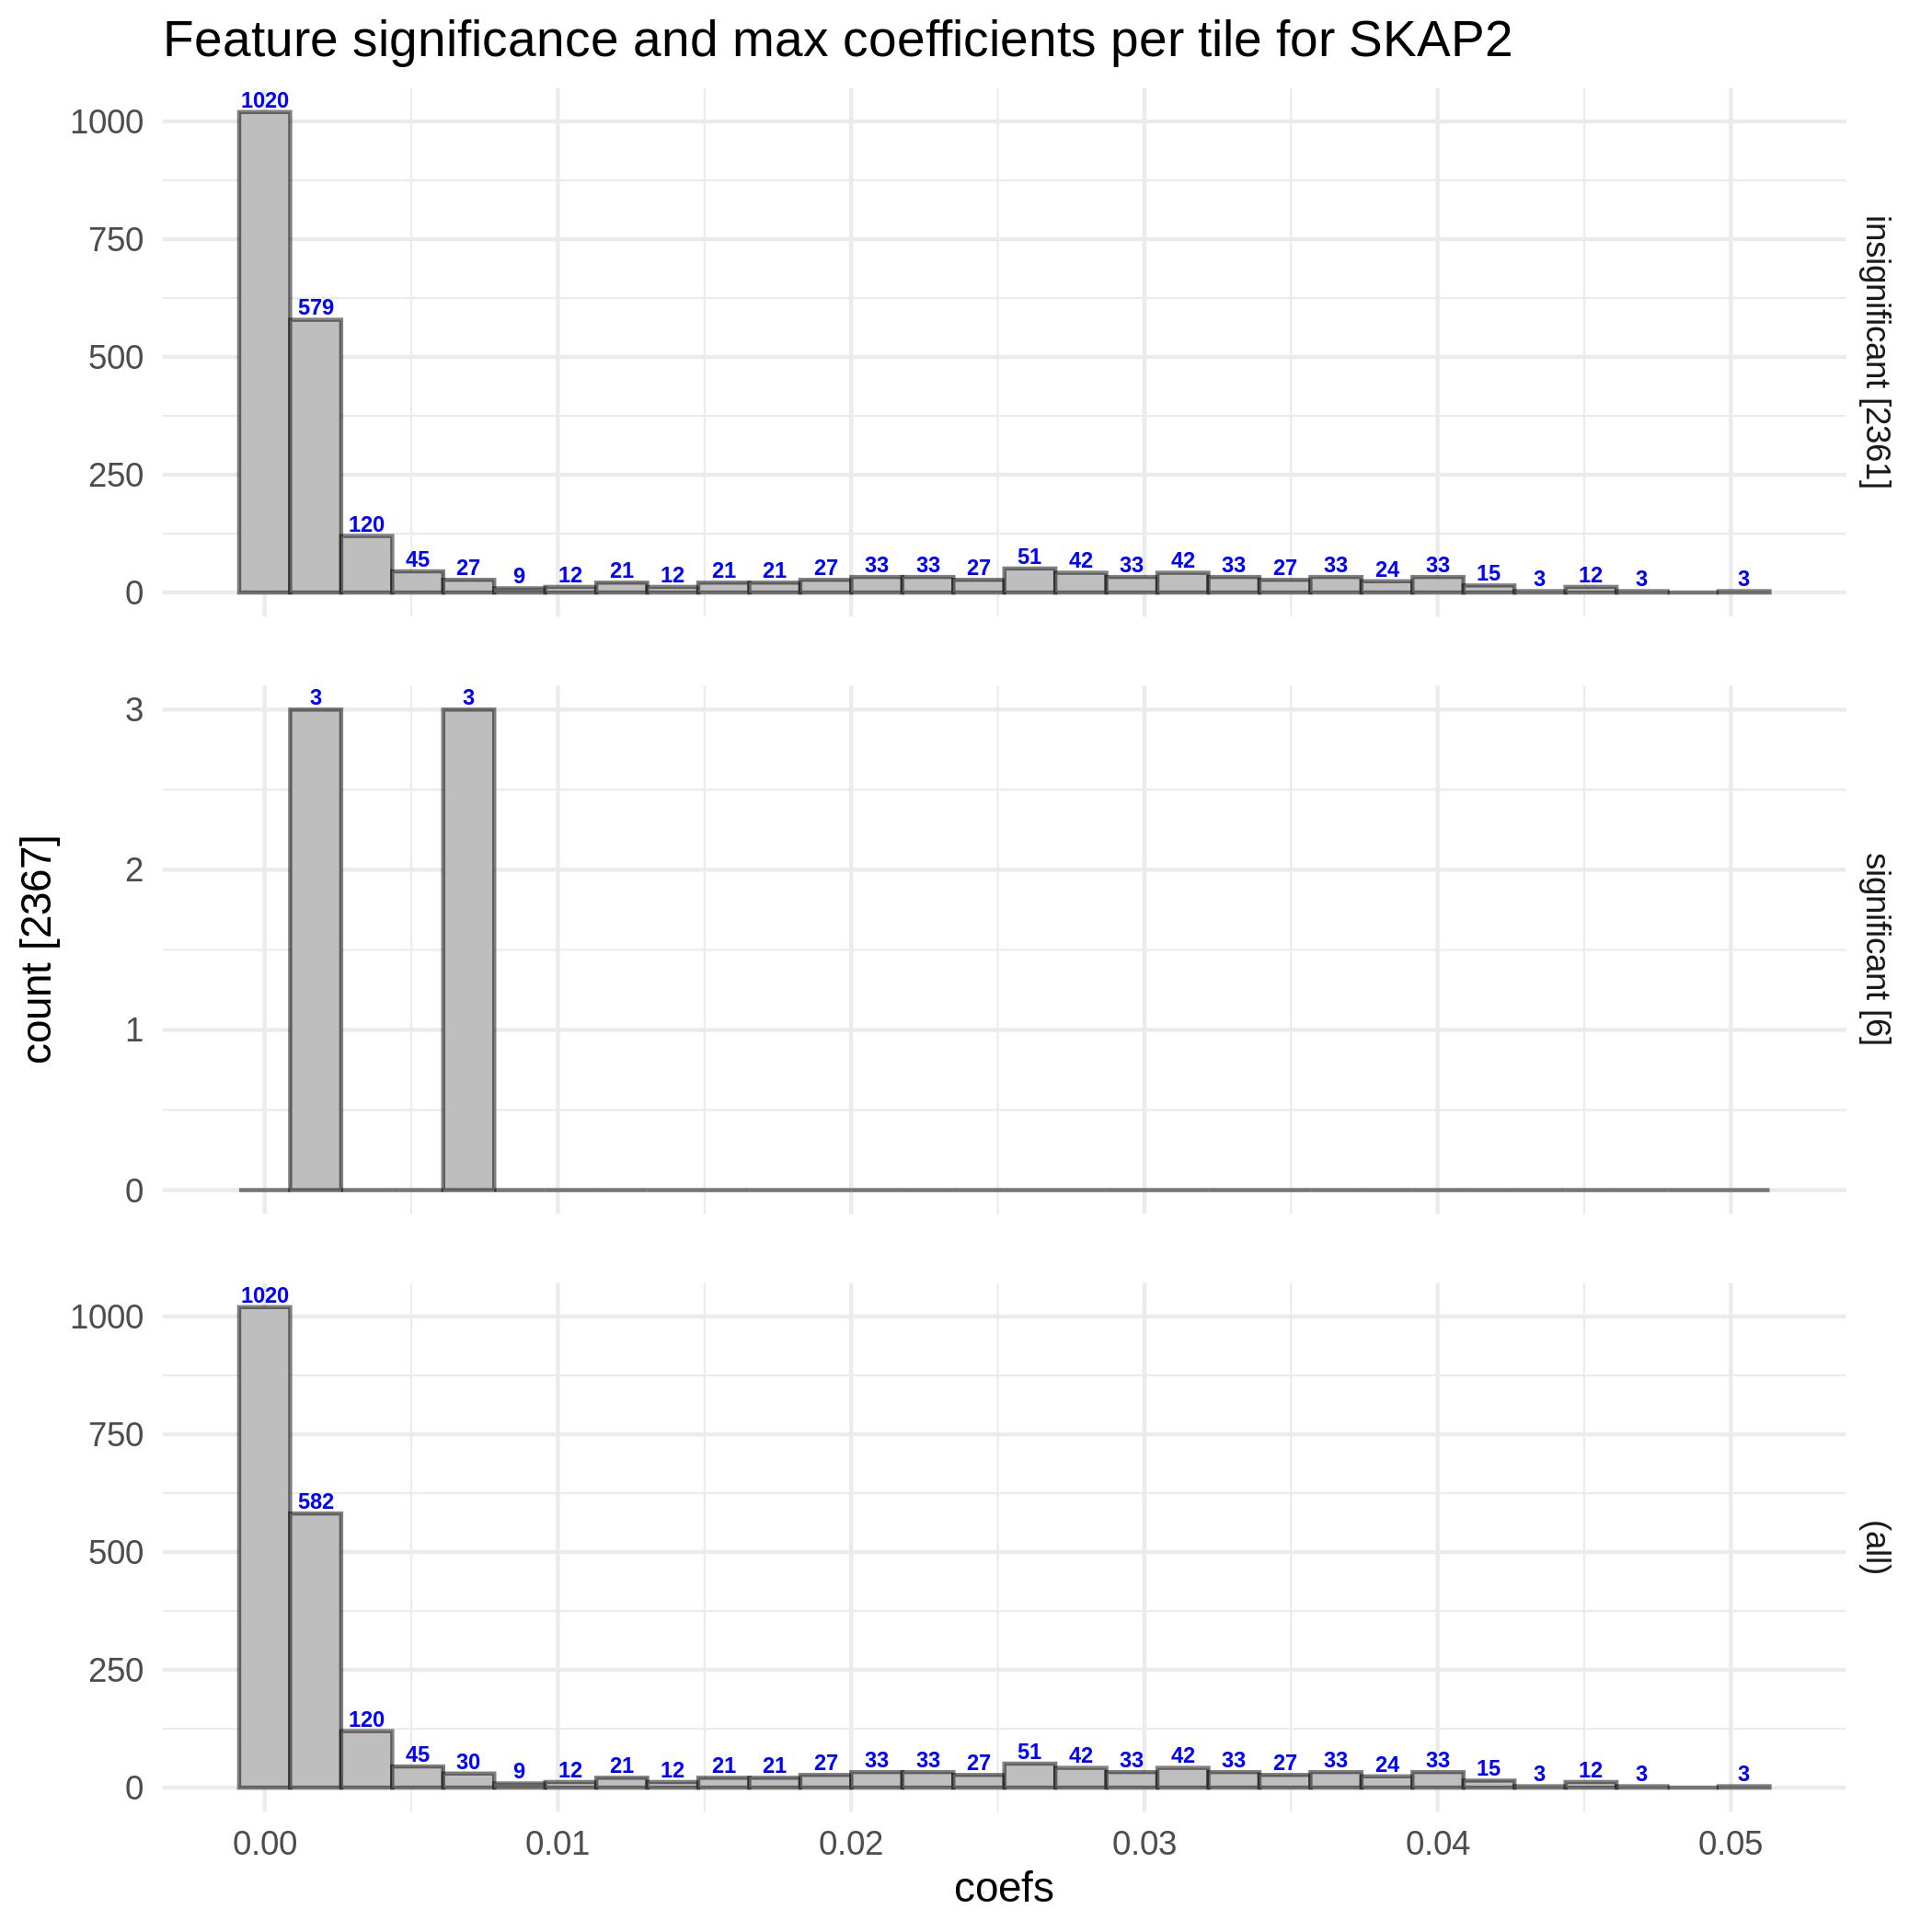 Feature significance and max coefficients per tile for SKAP2
1020
579
120
45 27 9 12 21 12 21 21 27 33 33 27 51 42 33 42 33 27 33 24 33 15 3 12 3 3
1000
750
500
250
0
insignificant [2361]
3 3
3
2
1
0
significant [6]
count [2367]
1020
582
120
45 30 9 12 21 12 21 21 27 33 33 27 51 42 33 42 33 27 33 24 33 15 3 12 3 3
1000
750
500
250
0
(all)
0.00 0.01 0.02 0.03 0.04 0.05
coefs